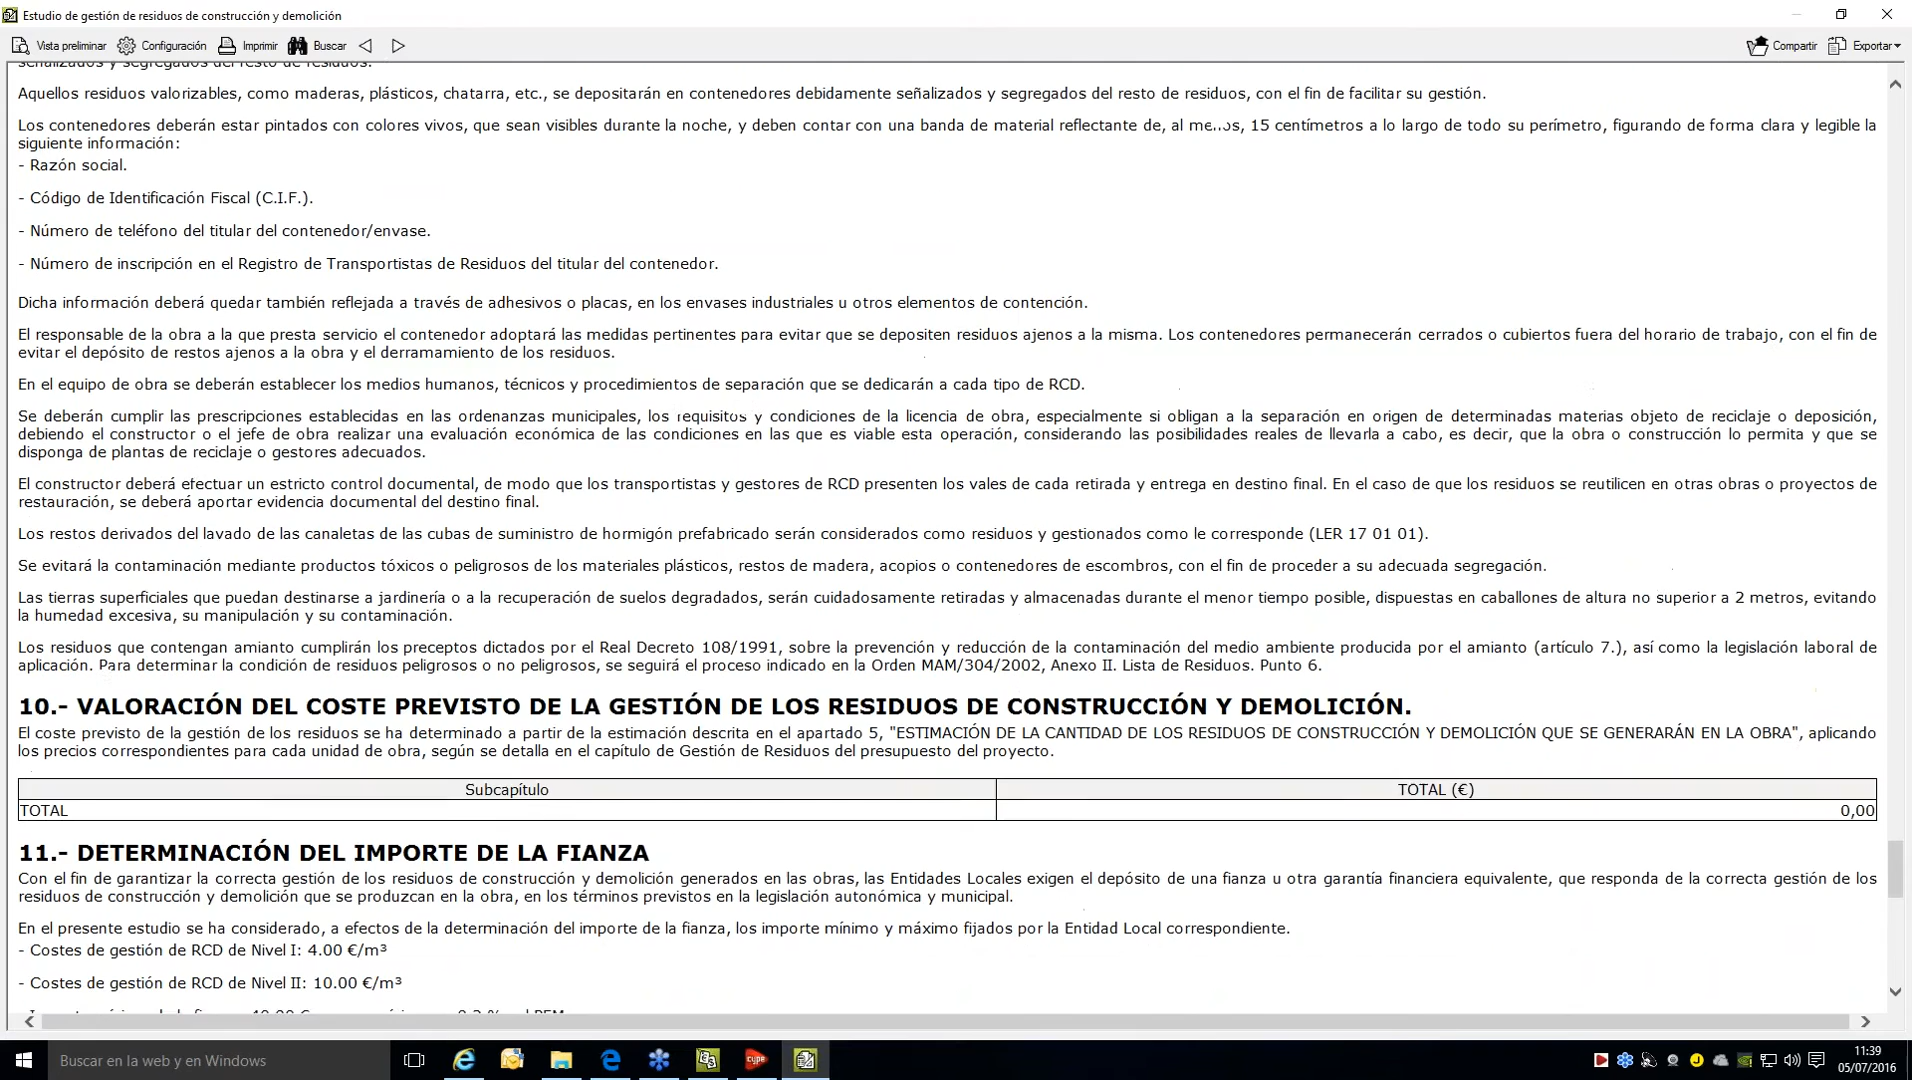 Estudio de gestión de residuos de construcción y demolición
Vista preliminar Configuración Imprimir Buscar Compartir Exportar
señalizados y segregados del resto de residuos.
Aquellos residuos valorizables, como maderas, plásticos, chatarra, etc., se depositarán en contenedores debidamente señalizados y segregados del resto de residuos, con el fin de facilitar su gestión.
Los contenedores deberán estar pintados con colores vivos, que sean visibles durante la noche, y deben contar con una banda de material reflectante de, al menos, 15 centímetros a lo largo de todo su perímetro, figurando de forma clara y legible la
siguiente información:
- Razón social.
- Código de Identificación Fiscal (C.I.F.).
- Número de teléfono del titular del contenedor/envase.
- Número de inscripción en el Registro de Transportistas de Residuos del titular del contenedor.
Dicha información deberá quedar también reflejada a través de adhesivos o placas, en los envases industriales u otros elementos de contención.
El responsable de la obra a la que presta servicio el contenedor adoptará las medidas pertinentes para evitar que se depositen residuos ajenos a la misma. Los contenedores permanecerán cerrados o cubiertos fuera del horario de trabajo, con el fin de
evitar el depósito de restos ajenos a la obra y el derramamiento de los residuos.
En el equipo de obra se deberán establecer los medios humanos, técnicos y procedimientos de separación que se dedicarán a cada tipo de RCD.
Se deberán cumplir las prescripciones establecidas en las ordenanzas municipales, los requisitos y condiciones de la licencia de obra, especialmente si obligan a la separación en origen de determinadas materias objeto de reciclaje o deposición,
debiendo el constructor o el jefe de obra realizar una evaluación económica de las condiciones en las que es viable esta operación, considerando las posibilidades reales de llevarla a cabo, es decir, que la obra o construcción lo permita y que se
disponga de plantas de reciclaje o gestores adecuados.
El constructor deberá efectuar un estricto control documental, de modo que los transportistas y gestores de RCD presenten los vales de cada retirada y entrega en destino final. En el caso de que los residuos se reutilicen en otras obras o proyectos de
restauración, se deberá aportar evidencia documental del destino final.
Los restos derivados del lavado de las canaletas de las cubas de suministro de hormigón prefabricado serán considerados como residuos y gestionados como le corresponde (LER 17 01 01).
Se evitará la contaminación mediante productos tóxicos o peligrosos de los materiales plásticos, restos de madera, acopios o contenedores de escombros, con el fin de proceder a su adecuada segregación.
Las tierras superficiales que puedan destinarse a jardinería o a la recuperación de suelos degradados, serán cuidadosamente retiradas y almacenadas durante el menor tiempo posible, dispuestas en caballones de altura no superior a 2 metros, evitando
la humedad excesiva, su manipulación y su contaminación.
Los residuos que contengan amianto cumplirán los preceptos dictados por el Real Decreto 108/1991, sobre la prevención y reducción de la contaminación del medio ambiente producida por el amianto (artículo 7.), así como la legislación laboral de
aplicación. Para determinar la condición de residuos peligrosos o no peligrosos, se seguirá el proceso indicado en la Orden MAM/304/2002, Anexo II. Lista de Residuos. Punto 6.
10.- VALORACIÓN DEL COSTE PREVISTO DE LA GESTIÓN DE LOS RESIDUOS DE CONSTRUCCIÓN Y DEMOLICIÓN.
El coste previsto de la gestión de los residuos se ha determinado a partir de la estimación descrita en el apartado 5, "ESTIMACIÓN DE LA CANTIDAD DE LOS RESIDUOS DE CONSTRUCCIÓN Y DEMOLICIÓN QUE SE GENERARÁN EN LA OBRA", aplicando
los precios correspondientes para cada unidad de obra, según se detalla en el capítulo de Gestión de Residuos del presupuesto del proyecto.
Subcapítulo TOTAL (€)
TOTAL 0,00
11.- DETERMINACIÓN DEL IMPORTE DE LA FIANZA
Con el fin de garantizar la correcta gestión de los residuos de construcción y demolición generados en las obras, las Entidades Locales exigen el depósito de una fianza u otra garantía financiera equivalente, que responda de la correcta gestión de los
residuos de construcción y demolición que se produzcan en la obra, en los términos previstos en la legislación autonómica y municipal.
En el presente estudio se ha considerado, a efectos de la determinación del importe de la fianza, los importe mínimo y máximo fijados por la Entidad Local correspondiente.
- Costes de gestión de RCD de Nivel I: 4.00 €/m³
- Costes de gestión de RCD de Nivel II: 10.00 €/m³
Buscar en la web y en Windows
cype
11:39
05/07/2016